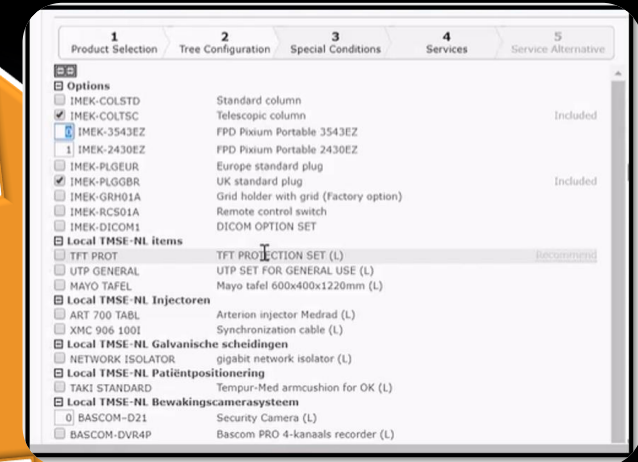 1 2 3 4 5
Product Selection Tree Configuration Special Conditions Services Service Alternative
Options
IMEK-COLSTD Standard column
IMEK-COLTSC Telescopic column Included
0 IMEK-3543EZ FPD Pixium Portable 3543EZ
1 IMEK-2430EZ FPD Pixium Portable 2430EZ
IMEK-PLGEUR Europe standard plug
IMEK-PLGGBR UK standard plug Included
IMEK-GRH01A Grid holder with grid (Factory option)
IMEK-RCS01A Remote control switch
IMEK-DICOM1 DICOM OPTION SET
Local TMSE-NL items
TFT PROT TFT PROTECTION SET (L) Recommend
UTP GENERAL UTP SET FOR GENERAL USE (L)
MAYO TAFEL Mayo tafel 600x400x1220mm (L)
Local TMSE-NL Injectoren
ART 700 TABL Arterion injector Medrad (L)
XMC 906 100I Synchronization cable (L)
Local TMSE-NL Galvanische scheidingen
NETWORK ISOLATOR gigabit network isolator (L)
Local TMSE-NL Patiëntpositionering
TAKI STANDARD Tempur-Med armcushion for OK (L)
Local TMSE-NL Bewakingscamerasysteem
0 BASCOM-D21 Security Camera (L)
BASCOM-DVR4P Bascom PRO 4-kanaals recorder (L)